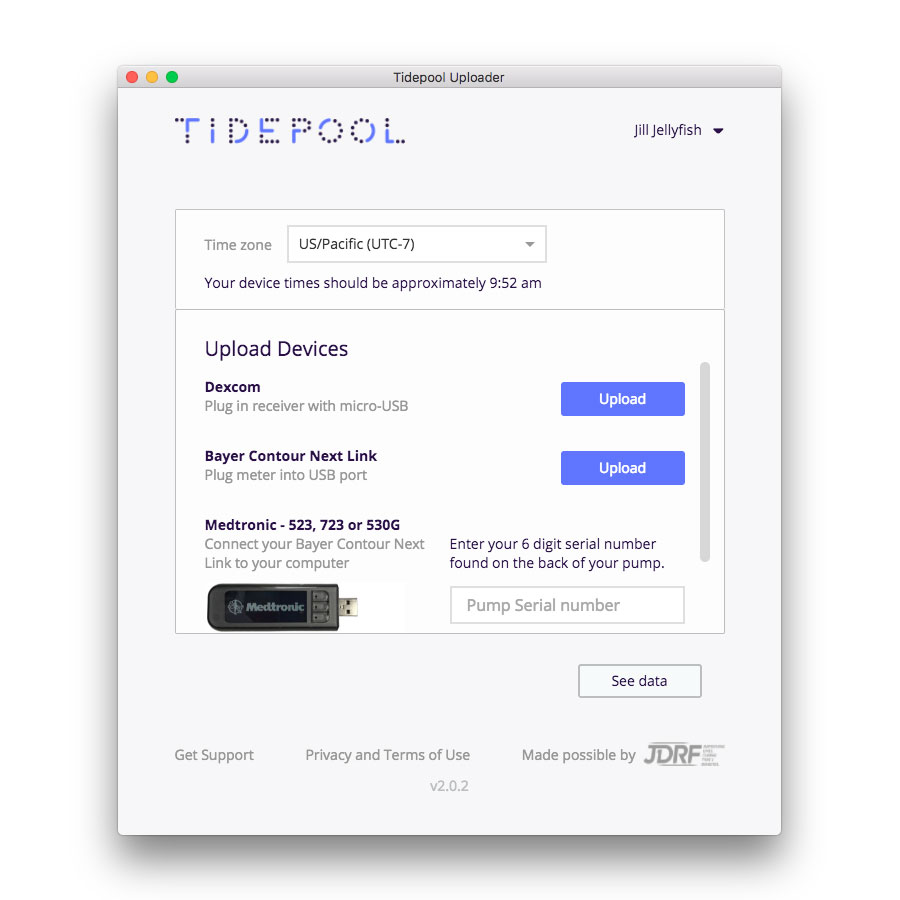 Tidepool Uploader
TIDEPOOL
Jill Jellyfish
Time zone
US/Pacific (UTC-7)
Your device times should be approximately 9:52 am
Upload Devices
Dexcom
Plug in receiver with micro-USB
Upload
Bayer Contour Next Link
Plug meter into USB port
Upload
Medtronic - 523, 723 or 530G
Connect your Bayer Contour Next
Link to your computer
Enter your 6 digit serial number
found on the back of your pump.
Medtronic
Pump Serial number
See data
Get Support
Privacy and Terms of Use
Made possible by
JDRF
v2.0.2